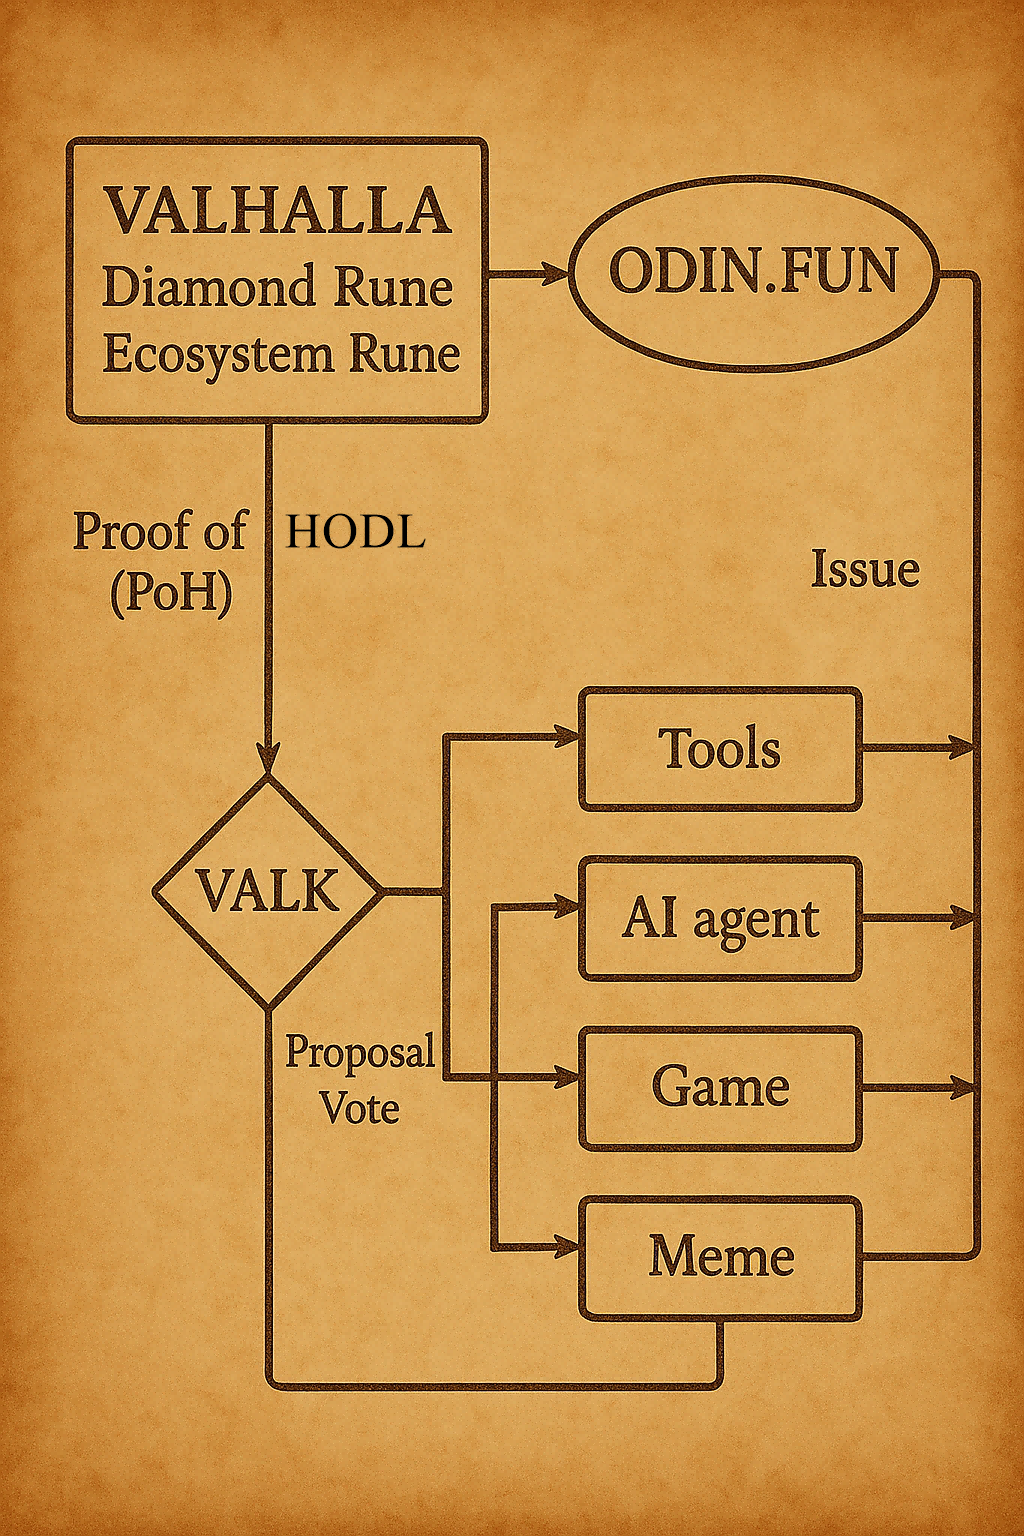 VALHALLA
Diamond Rune
Ecosystem Rune
ODIN.FUN
Proof of HODL
(PoH)
Issue
Tools
VALK
AI agent
Proposal
Vote
Game
Meme